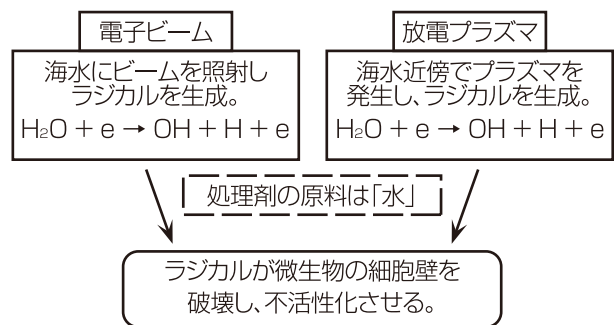 電子ビーム
海水にビームを照射し
ラジカルを生成。
H₂O + e → OH + H + e
放電プラズマ
海水近傍でプラズマを
発生し、ラジカルを生成。
H₂O + e → OH + H + e
処理剤の原料は「水」
ラジカルが微生物の細胞壁を
破壊し、不活性化させる。